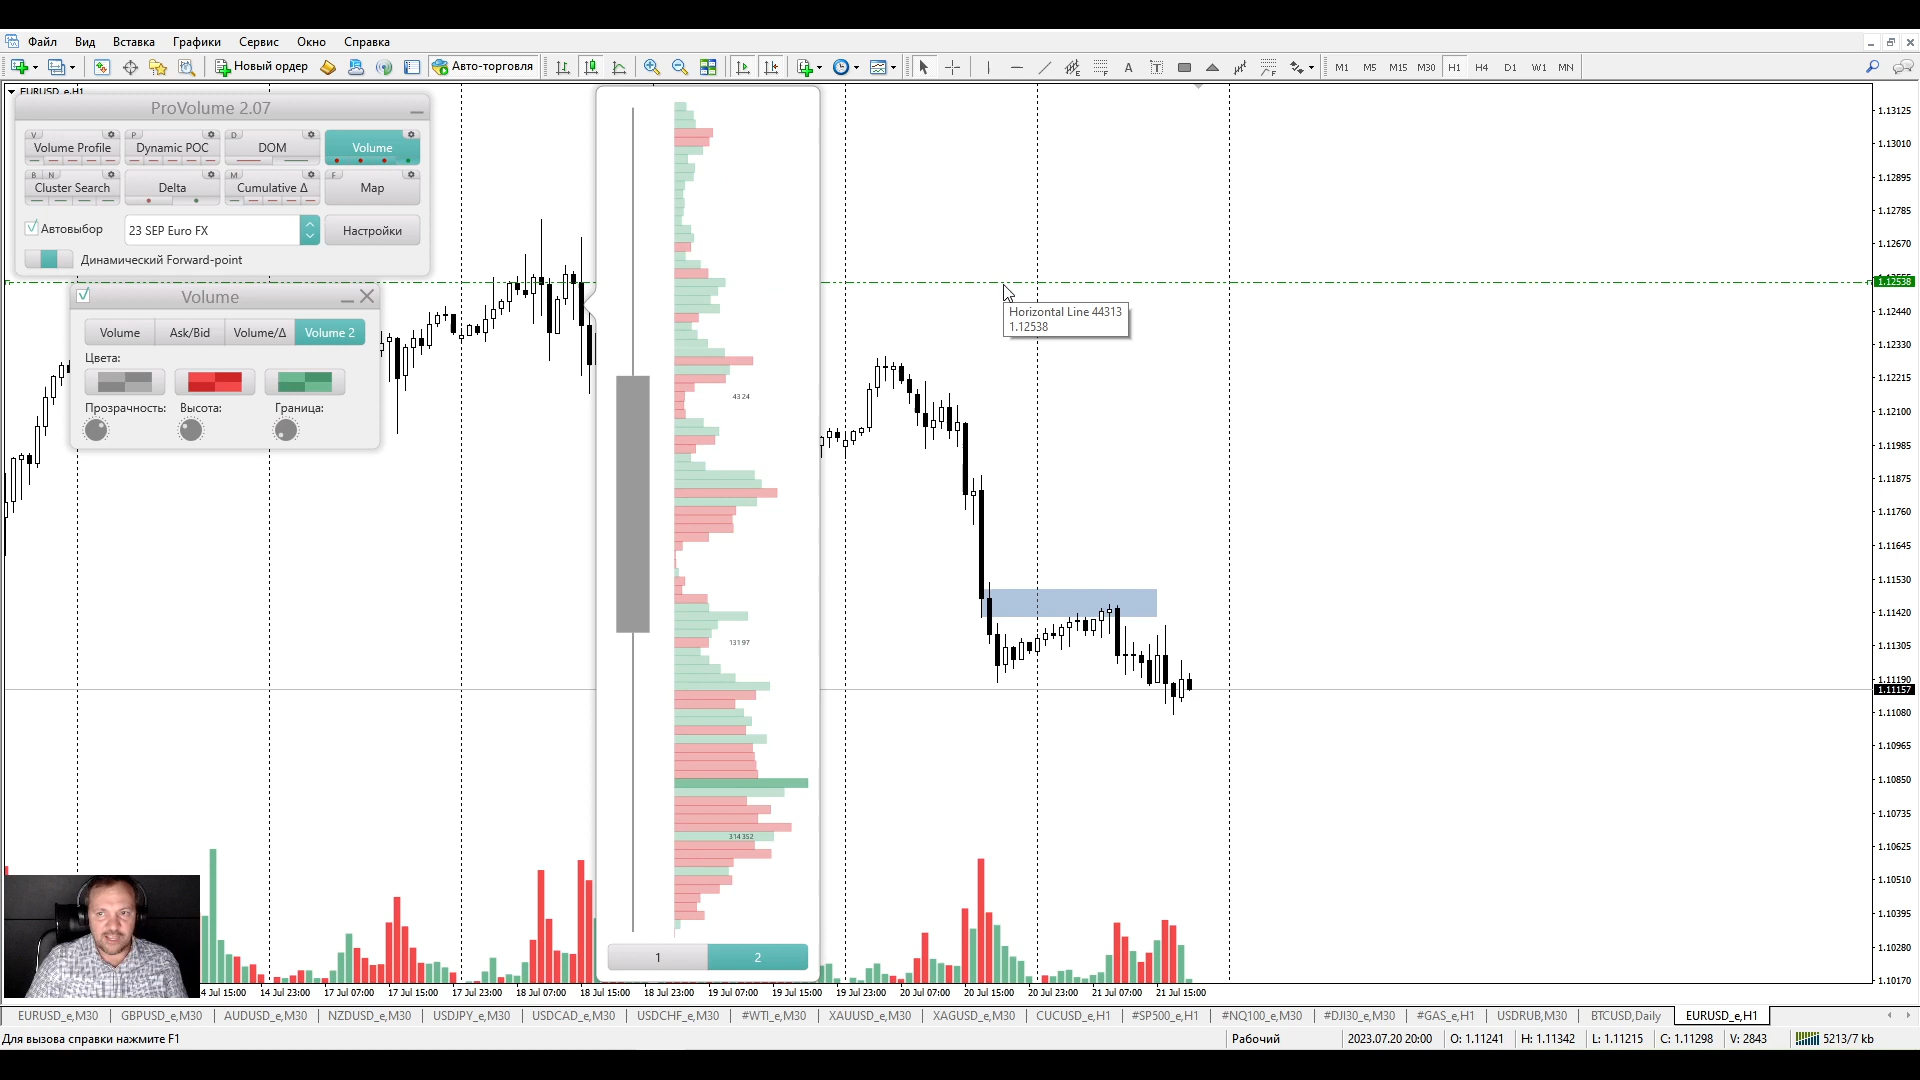 Файл Вид Вставка Графики Сервис Окно Справка
Новый ордер Авто-торговля A T M1 M5 M15 M30 H1 H4 D1 W1 MN
EURUSD_e,H1
ProVolume 2.07
V P D
Volume Profile Dynamic POC DOM Volume
B N M F
Cluster Search Delta Cumulative Δ Map
Автовыбор 23 SEP Euro FX Настройки
Динамический Forward-point
Volume
Volume Ask/Bid Volume/Δ Volume 2
Цвета:
Прозрачность: Высота: Граница:
4324
13197
314352
1 2
Horizontal Line 44313
1.12538
1.13125
1.13010
1.12895
1.12785
1.12670
1.12538
1.12440
1.12330
1.12215
1.12100
1.11985
1.11875
1.11760
1.11645
1.11530
1.11420
1.11305
1.11190
1.11157
1.11080
1.10965
1.10850
1.10735
1.10625
1.10510
1.10395
1.10280
1.10170
4 Jul 15:00 14 Jul 23:00 17 Jul 07:00 17 Jul 15:00 17 Jul 23:00 18 Jul 07:00 18 Jul 15:00 18 Jul 23:00 19 Jul 07:00 19 Jul 15:00 19 Jul 23:00 20 Jul 07:00 20 Jul 15:00 20 Jul 23:00 21 Jul 07:00 21 Jul 15:00
EURUSD_e,M30 GBPUSD_e,M30 AUDUSD_e,M30 NZDUSD_e,M30 USDJPY_e,M30 USDCAD_e,M30 USDCHF_e,M30 #WTI_e,M30 XAUUSD_e,M30 XAGUSD_e,M30 CUCUSD_e,H1 #SP500_e,H1 #NQ100_e,M30 #DJI30_e,M30 #GAS_e,H1 USDRUB,M30 BTCUSD,Daily EURUSD_e,H1
Для вызова справки нажмите F1 Рабочий 2023.07.20 20:00 O: 1.11241 H: 1.11342 L: 1.11215 C: 1.11298 V: 2843 5213/7 kb